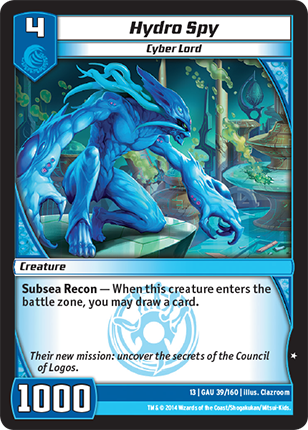 4
Hydro Spy
Cyber Lord
Creature
Subsea Recon — When this creature enters the
battle zone, you may draw a card.
Their new mission: uncover the secrets of the Council
of Logos.
1000
13 | GAU 39/160 | illus. Clazroom
TM & © 2014 Wizards of the Coast/Shogakukan/Mitsui-Kids.